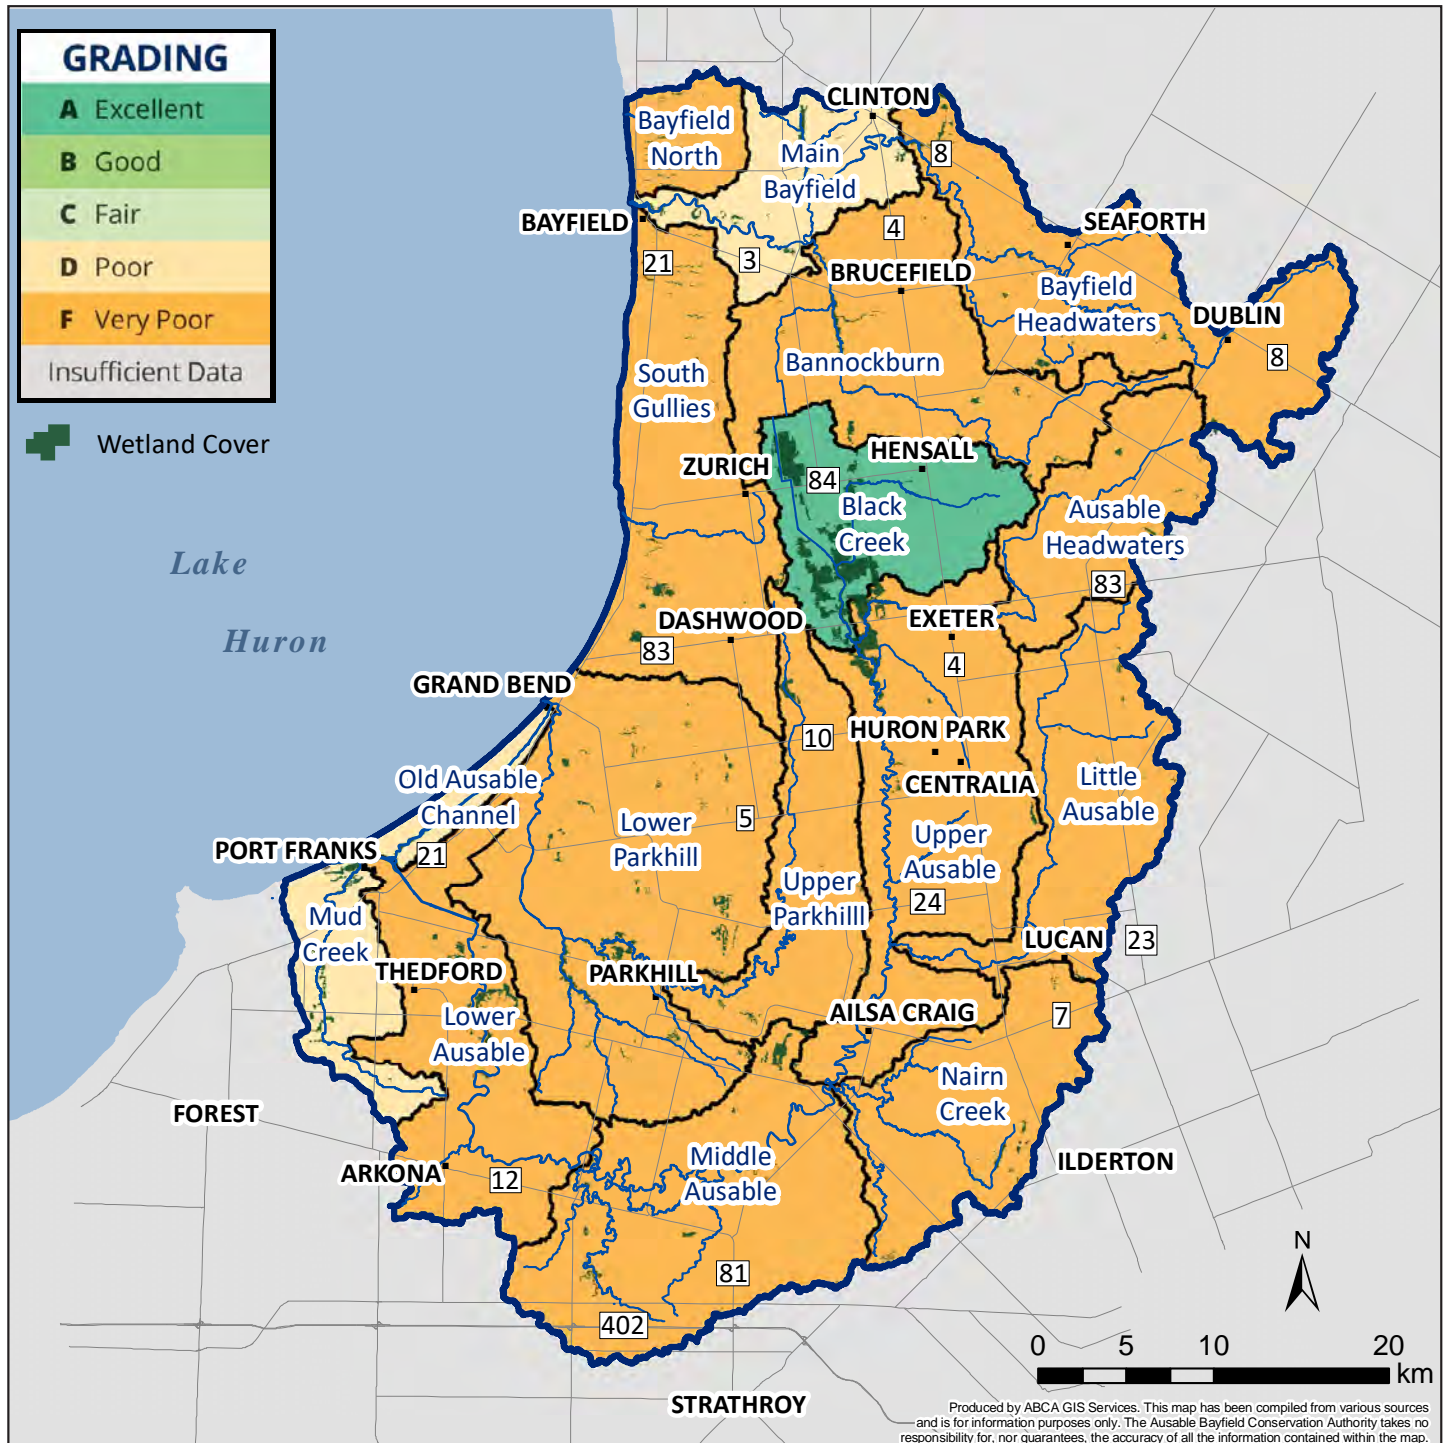 GRADING
A Excellent
B Good
C Fair
D Poor
F Very Poor
Insufficient Data
Wetland Cover
Lake
Huron
CLINTON
Bayfield
North
Main
Bayfield
8
BAYFIELD
SEAFORTH
4
21
3
BRUCEFIELD
Bayfield
Headwaters
DUBLIN
8
Bannockburn
South
Gullies
HENSALL
ZURICH
84
Black
Creek
Ausable
Headwaters
83
DASHWOOD
EXETER
83
4
GRAND BEND
10
HURON PARK
CENTRALIA
Old Ausable
Channel
Little
Ausable
5
Lower
Parkhill
Upper
Ausable
PORT FRANKS
21
Upper
Parkhilll
24
Mud
Creek
LUCAN
23
THEDFORD
PARKHILL
AILSA CRAIG
7
Lower
Ausable
Nairn
Creek
FOREST
ARKONA
12
Middle
Ausable
ILDERTON
81
402
STRATHROY
N
0 5 10 20
km
Produced by ABCA GIS Services. This map has been compiled from various sources
and is for information purposes only. The Ausable Bayfield Conservation Authority takes no
responsibility for, nor guarantees, the accuracy of all the information contained within the map.